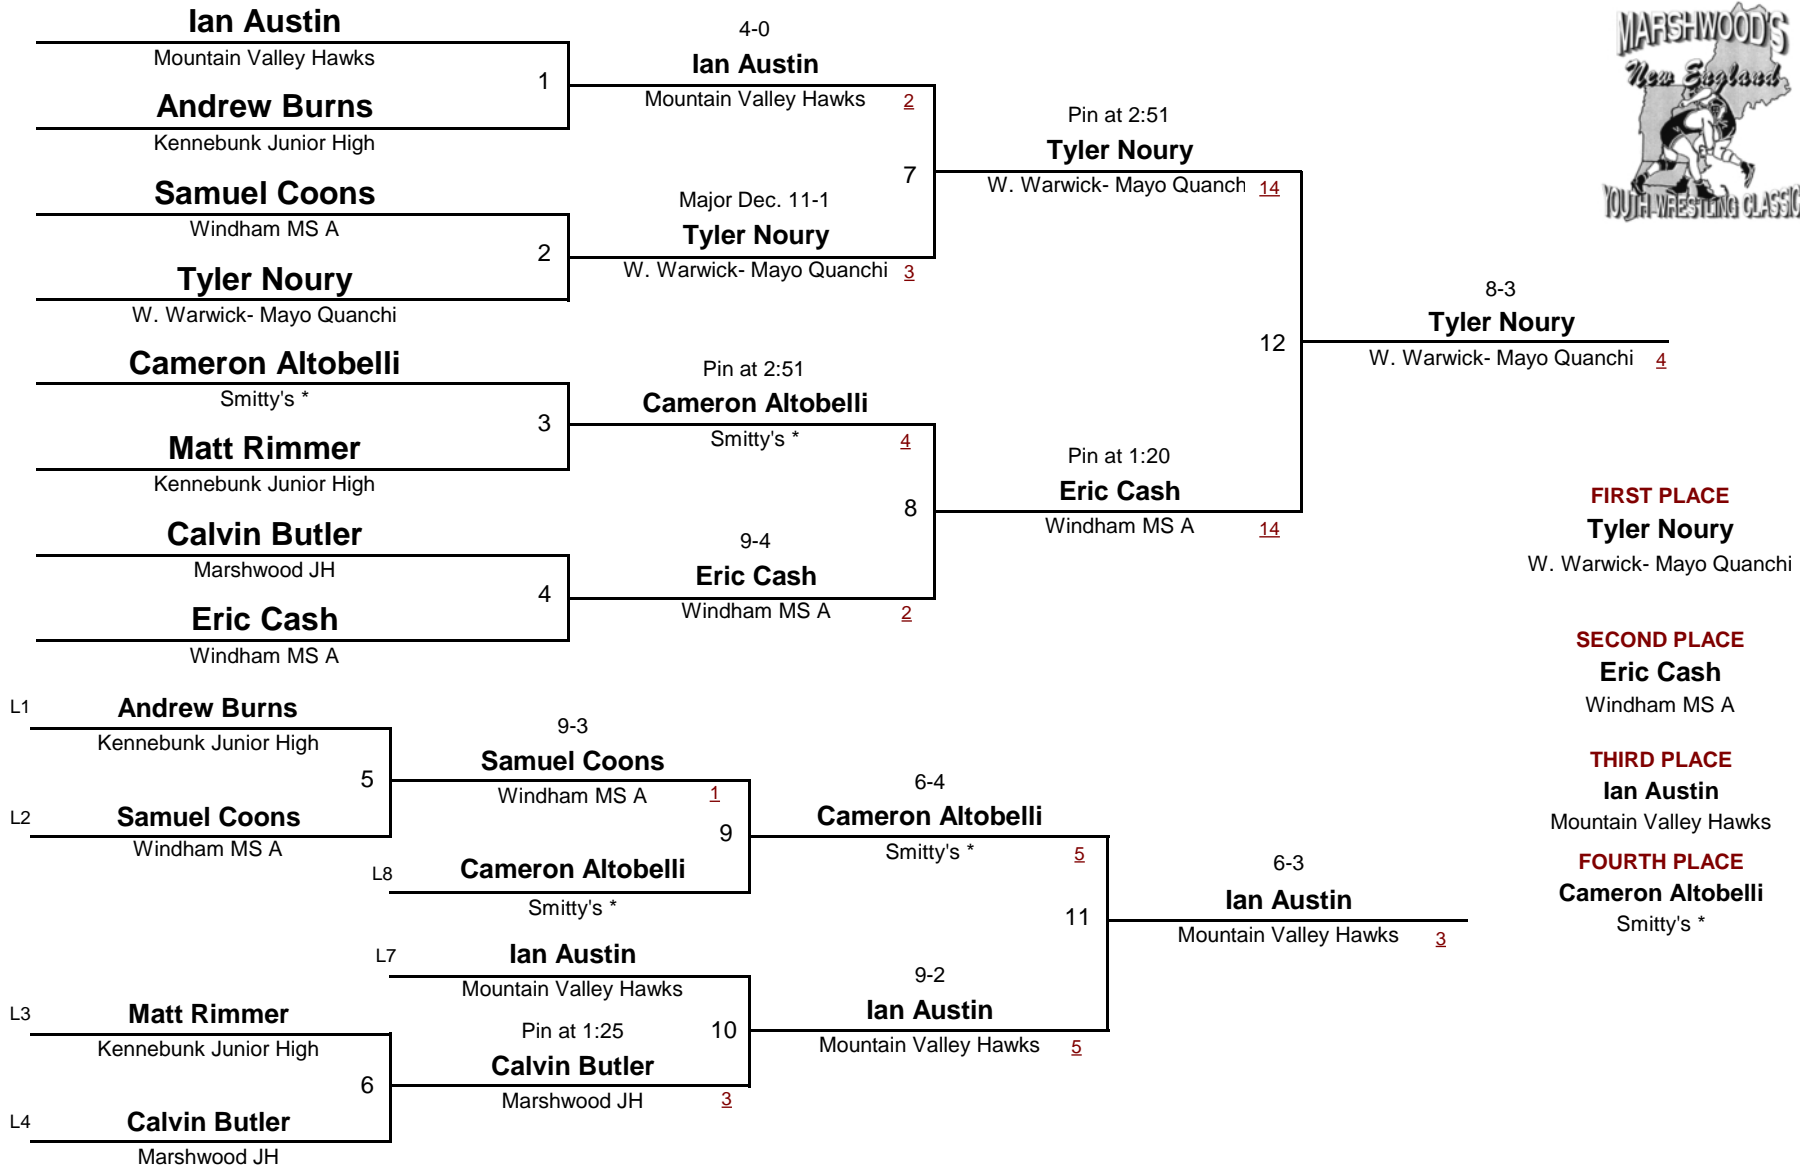 Ian Austin
Mountain Valley Hawks
1
Andrew Burns
Kennebunk Junior High
Samuel Coons
Windham MS A
2
Tyler Noury
W. Warwick- Mayo Quanchi
Cameron Altobelli
Smitty's *
3
Matt Rimmer
Kennebunk Junior High
Calvin Butler
Marshwood JH
4
Eric Cash
Windham MS A
4-0
Ian Austin
Mountain Valley Hawks 2
7
Major Dec. 11-1
Tyler Noury
W. Warwick- Mayo Quanchi 3
Pin at 2:51
Cameron Altobelli
Smitty's * 4
8
9-4
Eric Cash
Windham MS A 2
Pin at 2:51
Tyler Noury
W. Warwick- Mayo Quanch 14
12
Pin at 1:20
Eric Cash
Windham MS A 14
8-3
Tyler Noury
W. Warwick- Mayo Quanchi 4
MARSHWOOD'S
New England
YOUTH WRESTLING CLASSIC
FIRST PLACE
Tyler Noury
W. Warwick- Mayo Quanchi
SECOND PLACE
Eric Cash
Windham MS A
THIRD PLACE
Ian Austin
Mountain Valley Hawks
FOURTH PLACE
Cameron Altobelli
Smitty's *
L1 Andrew Burns
Kennebunk Junior High
5
L2 Samuel Coons
Windham MS A
9-3
Samuel Coons
Windham MS A 1
9
L8 Cameron Altobelli
Smitty's *
L7 Ian Austin
Mountain Valley Hawks
10
L3 Matt Rimmer
Kennebunk Junior High
6
L4 Calvin Butler
Marshwood JH
Pin at 1:25
Calvin Butler
Marshwood JH 3
6-4
Cameron Altobelli
Smitty's * 5
11
9-2
Ian Austin
Mountain Valley Hawks 5
6-3
Ian Austin
Mountain Valley Hawks 3